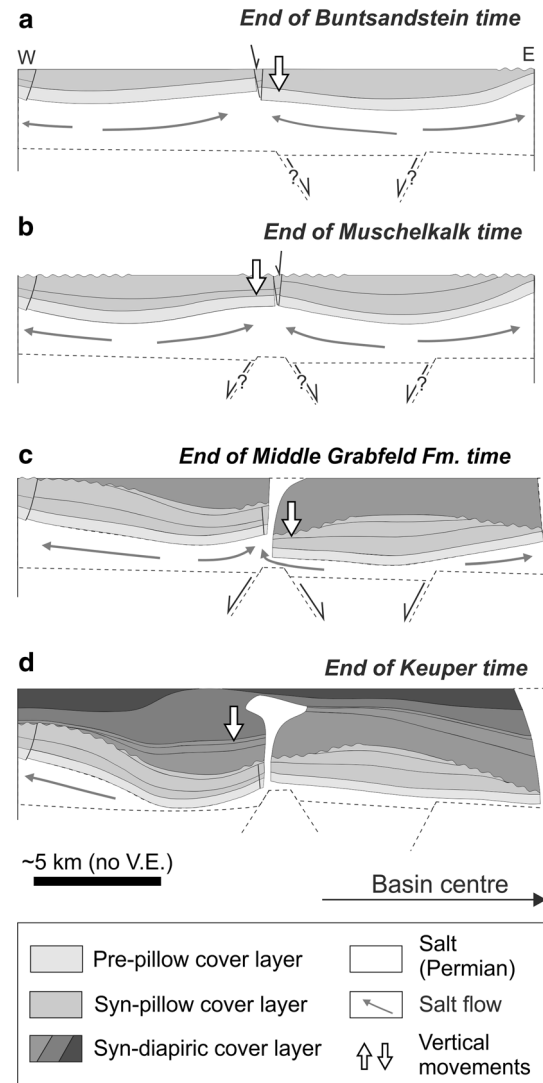 a
End of Buntsandstein time
W
E
?
?
b
End of Muschelkalk time
?
?
?
c
End of Middle Grabfeld Fm. time
d
End of Keuper time
~5 km (no V.E.)
Basin centre
Pre-pillow cover layer
Syn-pillow cover layer
Syn-diapiric cover layer
Salt
(Permian)
Salt flow
Vertical
movements